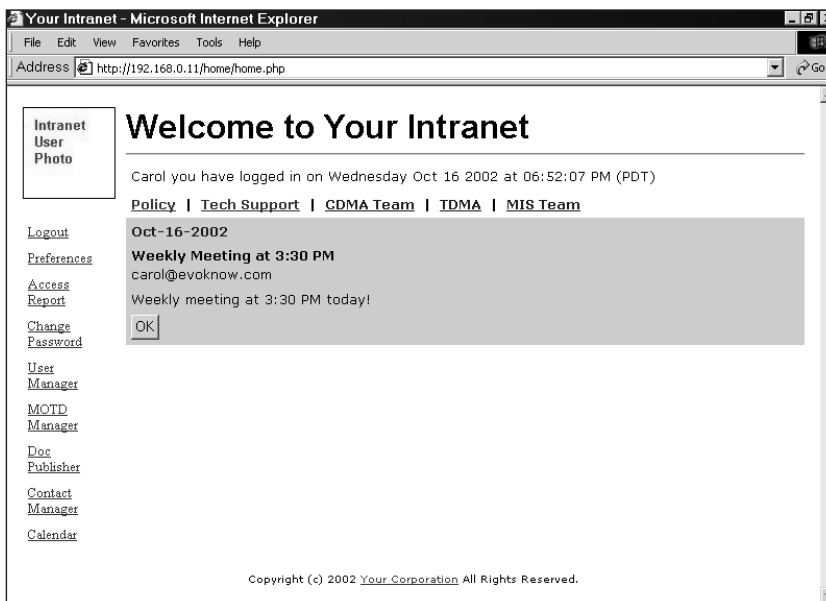 Your Intranet - Microsoft Internet Explorer
File Edit View Favorites Tools Help
Address http://192.168.0.11/home/home.php Go
Intranet
User
Photo
Welcome to Your Intranet
Carol you have logged in on Wednesday Oct 16 2002 at 06:52:07 PM (PDT)
Policy | Tech Support | CDMA Team | TDMA | MIS Team
Oct-16-2002
Weekly Meeting at 3:30 PM
carol@evoknow.com
Weekly meeting at 3:30 PM today!
OK
Logout
Preferences
Access
Report
Change
Password
User
Manager
MOTD
Manager
Doc
Publisher
Contact
Manager
Calendar
Copyright (c) 2002 Your Corporation All Rights Reserved.